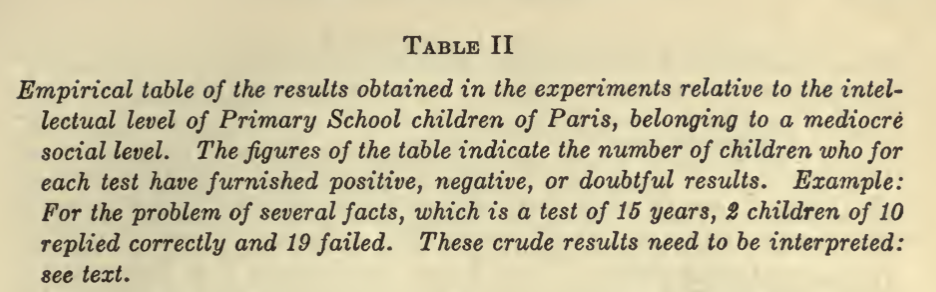 TABLE II
Empirical table of the results obtained in the experiments relative to the intel-
lectual level of Primary School children of Paris, belonging to a mediocrė
social level. The figures of the table indicate the number of children who for
each test have furnished positive, negative, or doubtful results. Example:
For the problem of several facts, which is a test of 15 years, 2 children of 10
replied correctly and 19 failed. These crude results need to be interpreted:
see text.